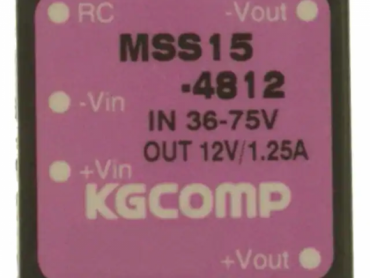 RC -Vout
MSS15
-4812
-Vin
IN 36-75V
OUT 12V/1.25A
+Vin
KGCOMP
+Vout